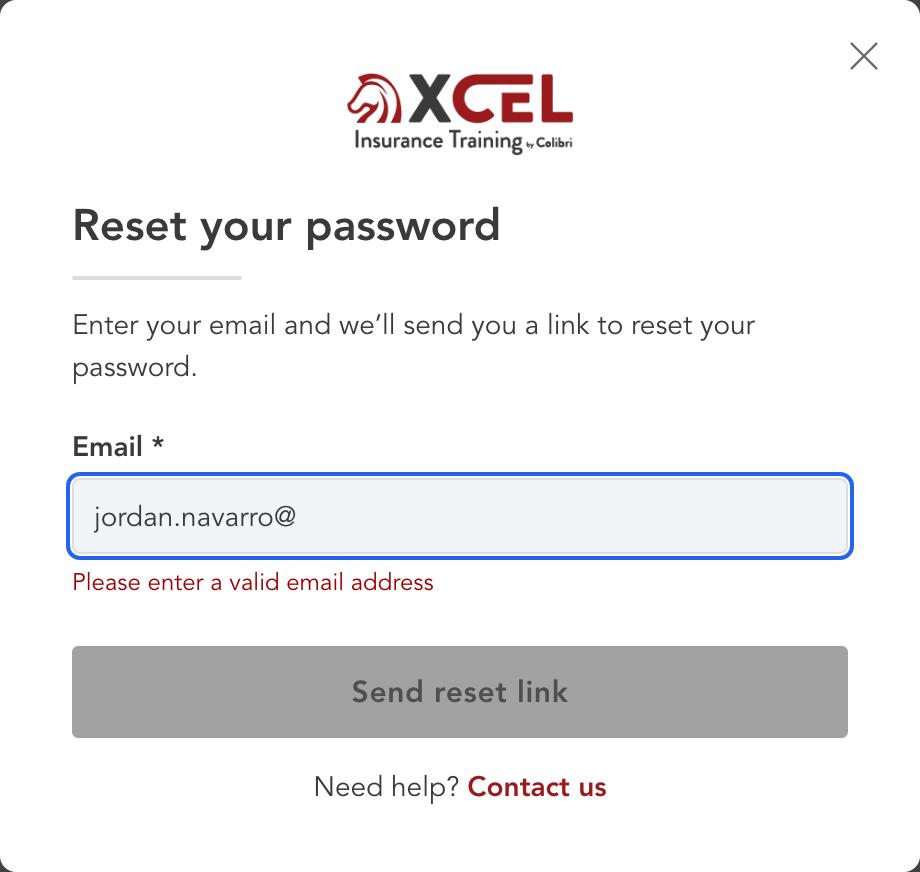 XCEL
Insurance Training by Colibri
Reset your password
Enter your email and we’ll send you a link to reset your
password.
Email *
jordan.navarro@
Please enter a valid email address
Send reset link
Need help? Contact us